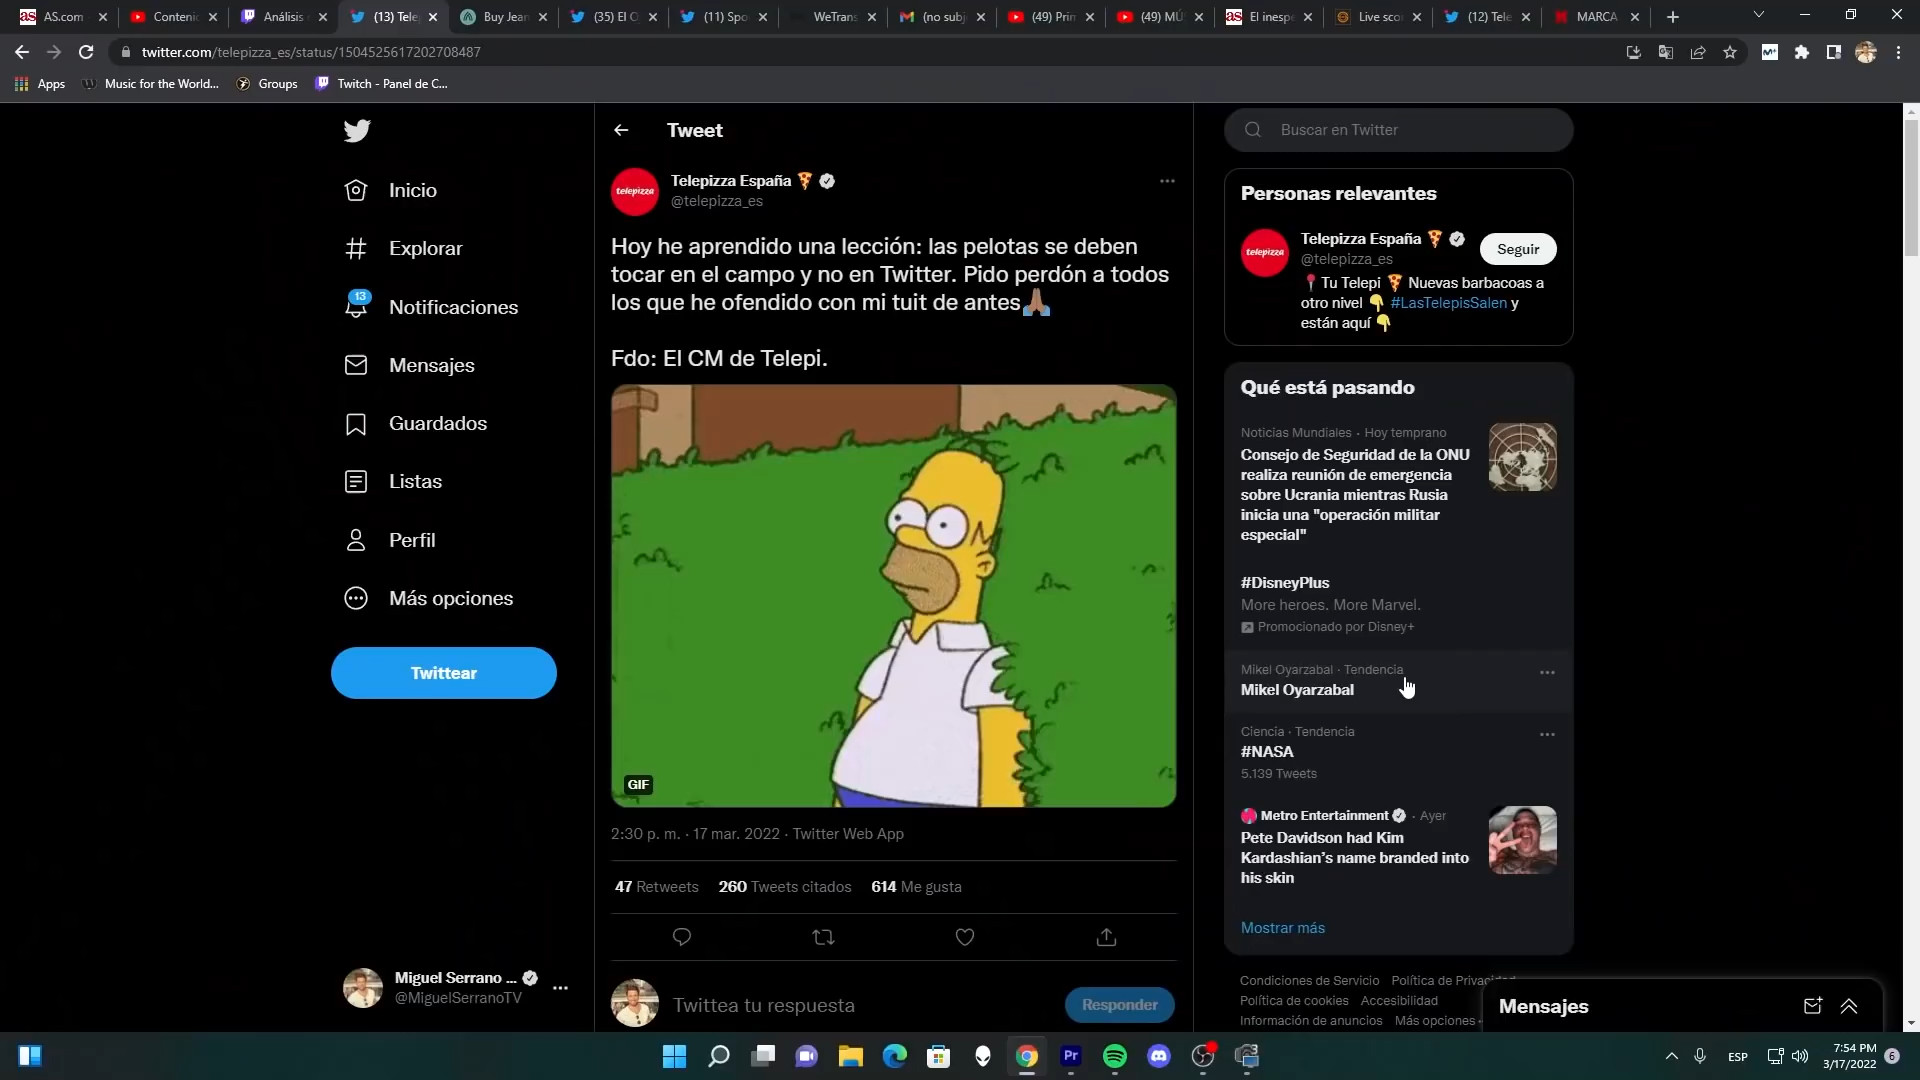 AS.com
Conteni
Análisis
(13) Tele
Buy Jean
(35) El O
(11) Spo
WeTrans
(no subj
(49) Prin
(49) MÚS
El inespe
Live sco
(12) Tele
MARCA
twitter.com/telepizza_es/status/1504525617202708487
Apps
Music for the World...
Groups
Twitch - Panel de C...
Tweet
Buscar en Twitter
Inicio
Explorar
13
Notificaciones
Mensajes
Guardados
Listas
Perfil
Más opciones
Twittear
Miguel Serrano ...
@MiguelSerranoTV
telepizza
Telepizza España
@telepizza_es
Hoy he aprendido una lección: las pelotas se deben
tocar en el campo y no en Twitter. Pido perdón a todos
los que he ofendido con mi tuit de antes
Fdo: El CM de Telepi.
GIF
2:30 p. m. · 17 mar. 2022 · Twitter Web App
47 Retweets 260 Tweets citados 614 Me gusta
Twittea tu respuesta
Responder
Personas relevantes
telepizza
Telepizza España
@telepizza_es
Seguir
Tu Telepi Nuevas barbacoas a
otro nivel #LasTelepisSalen y
están aquí
Qué está pasando
Noticias Mundiales · Hoy temprano
Consejo de Seguridad de la ONU
realiza reunión de emergencia
sobre Ucrania mientras Rusia
inicia una "operación militar
especial"
#DisneyPlus
More heroes. More Marvel.
Promocionado por Disney+
Mikel Oyarzabal · Tendencia
Mikel Oyarzabal
Ciencia · Tendencia
#NASA
5.139 Tweets
Metro Entertainment · Ayer
Pete Davidson had Kim
Kardashian's name branded into
his skin
Mostrar más
Condiciones de Servicio Política de Privacidad
Política de cookies Accesibilidad
Información de anuncios Más opciones
Mensajes
ESP
7:54 PM
3/17/2022
6